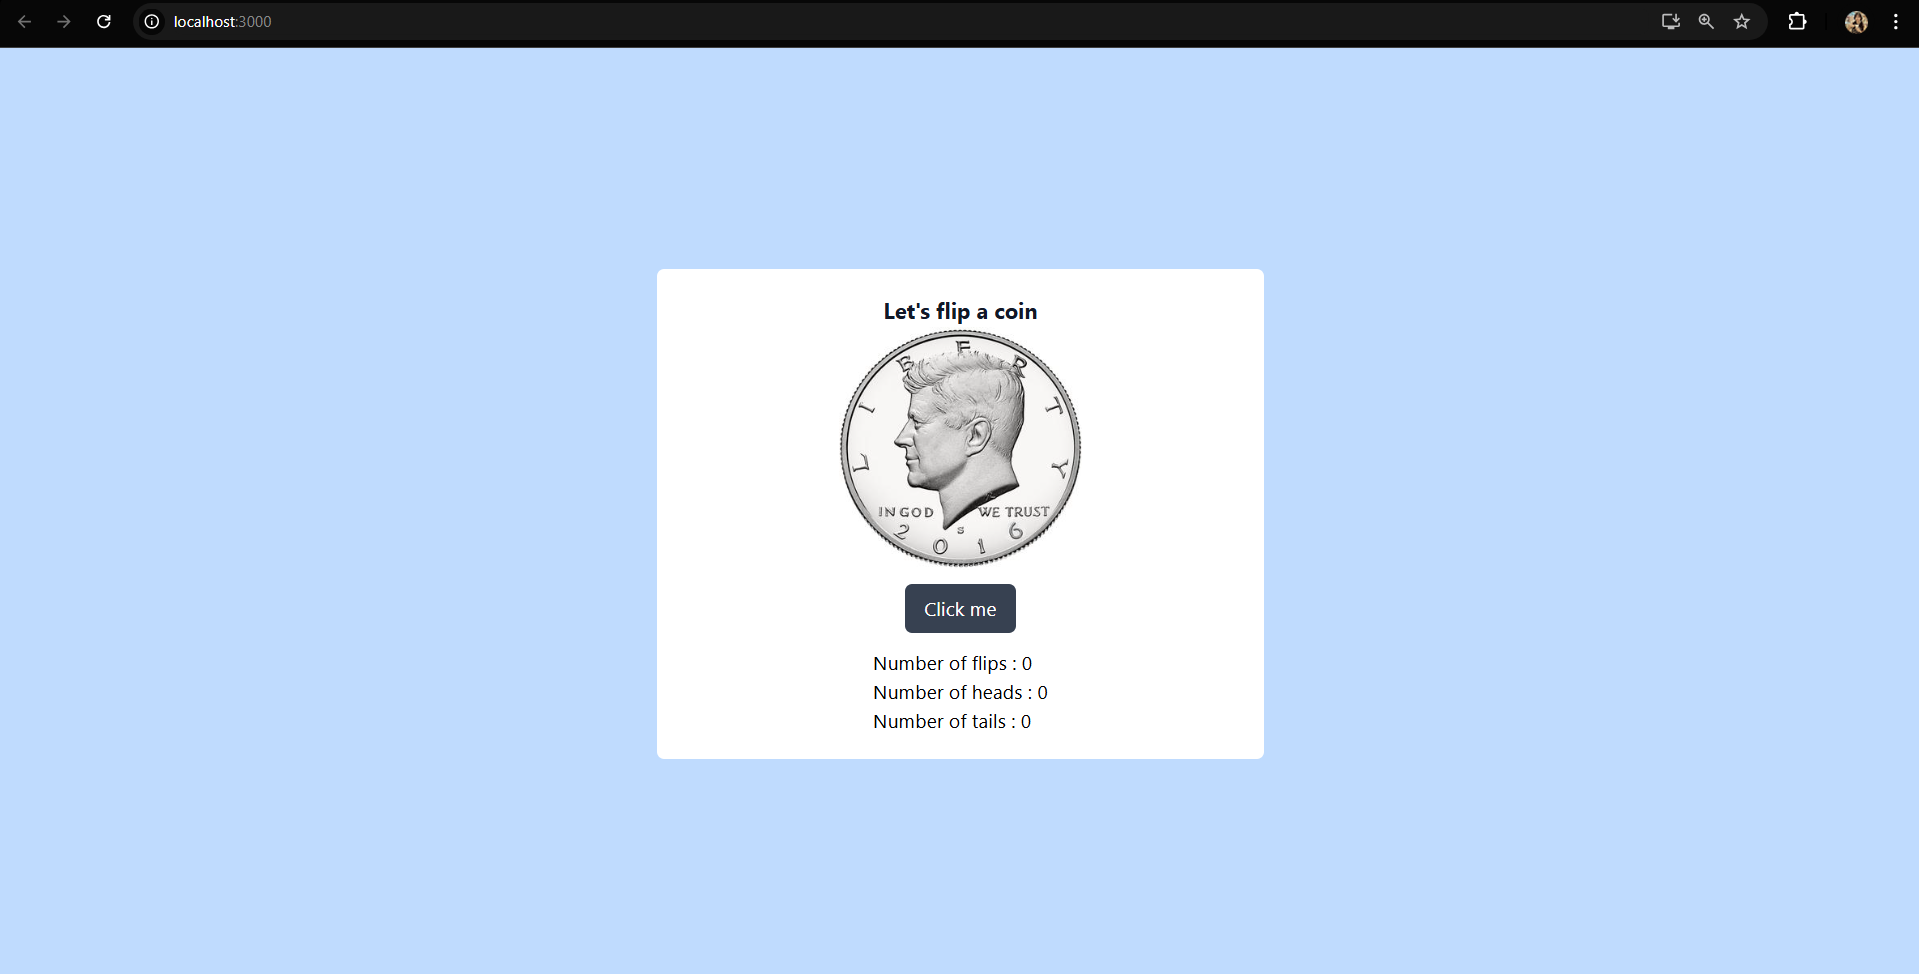 localhost:3000
Let's flip a coin
LIBERTY
IN GOD WE TRUST
S
2016
Click me
Number of flips : 0
Number of heads : 0
Number of tails : 0